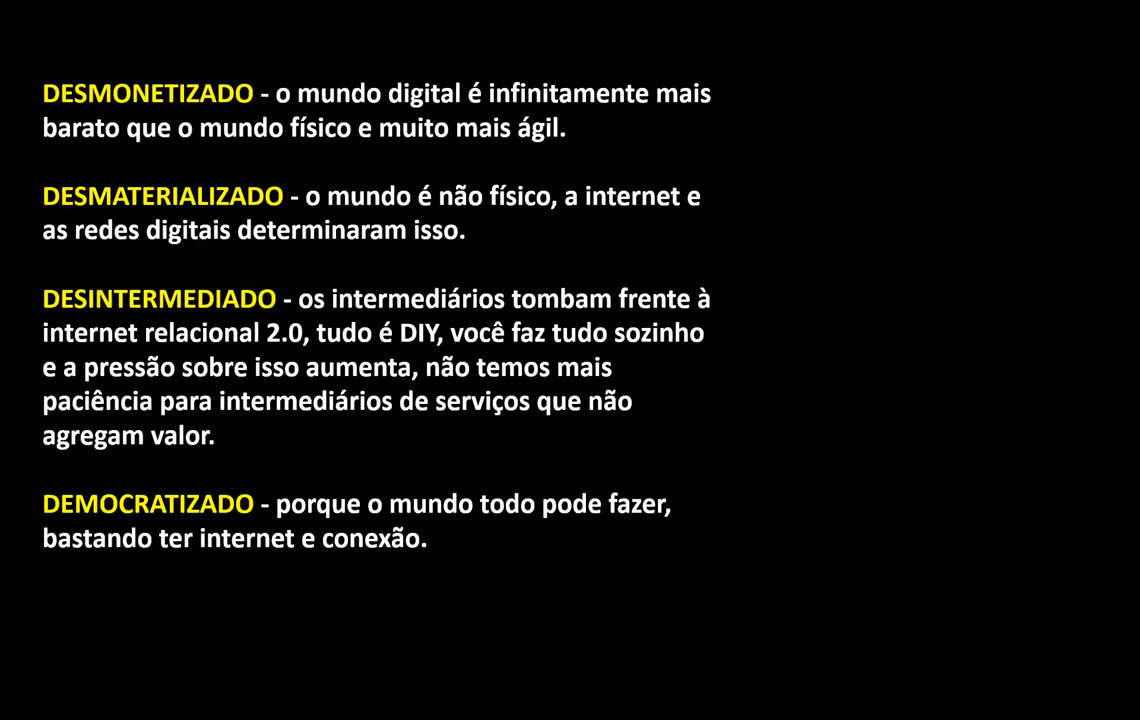 DESMONETIZADO - o mundo digital é infinitamente mais
barato que o mundo físico e muito mais ágil.
DESMATERIALIZADO - o mundo é não físico, a internet e
as redes digitais determinaram isso.
DESINTERMEDIADO - os intermediários tombam frente à
internet relacional 2.0, tudo é DIY, você faz tudo sozinho
e a pressão sobre isso aumenta, não temos mais
paciência para intermediários de serviços que não
agregam valor.
DEMOCRATIZADO - porque o mundo todo pode fazer,
bastando ter internet e conexão.